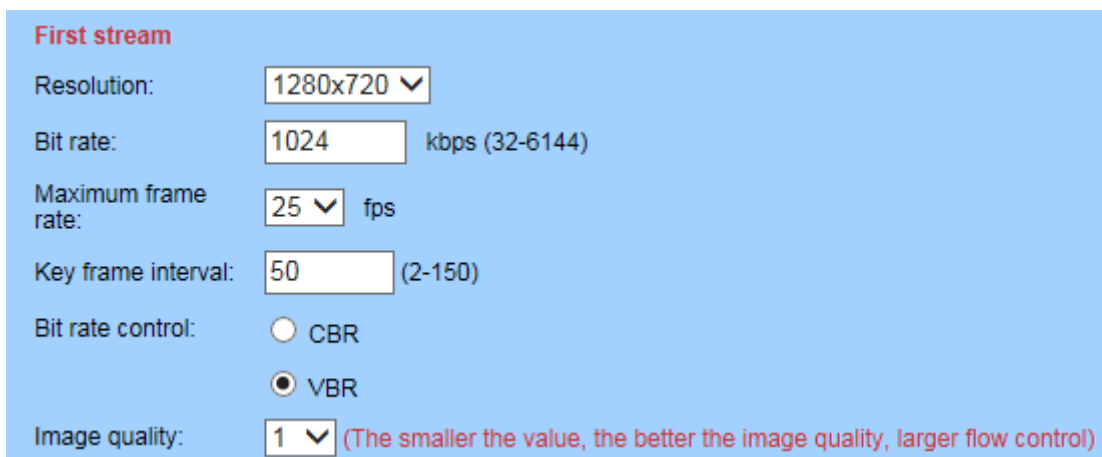 First stream
Resolution: 1280x720
Bit rate: 1024 kbps (32-6144)
Maximum frame
rate: 25 fps
Key frame interval: 50 (2-150)
Bit rate control: CBR
VBR
Image quality: 1 (The smaller the value, the better the image quality, larger flow control)